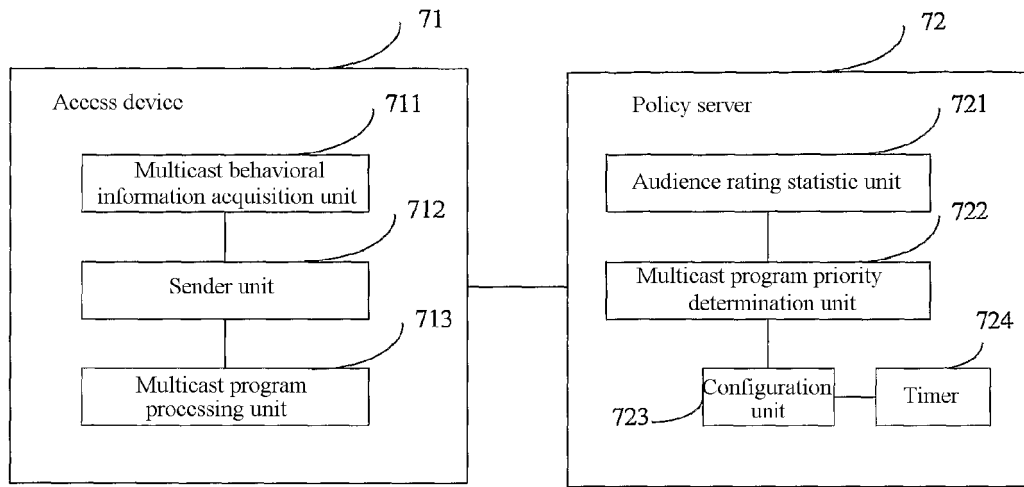 71
72
Access device
Policy server
711
721
Multicast behavioral
information acquisition unit
Audience rating statistic unit
712
722
Sender unit
Multicast program priority
determination unit
713
724
Multicast program
processing unit
Configuration
unit
Timer
723